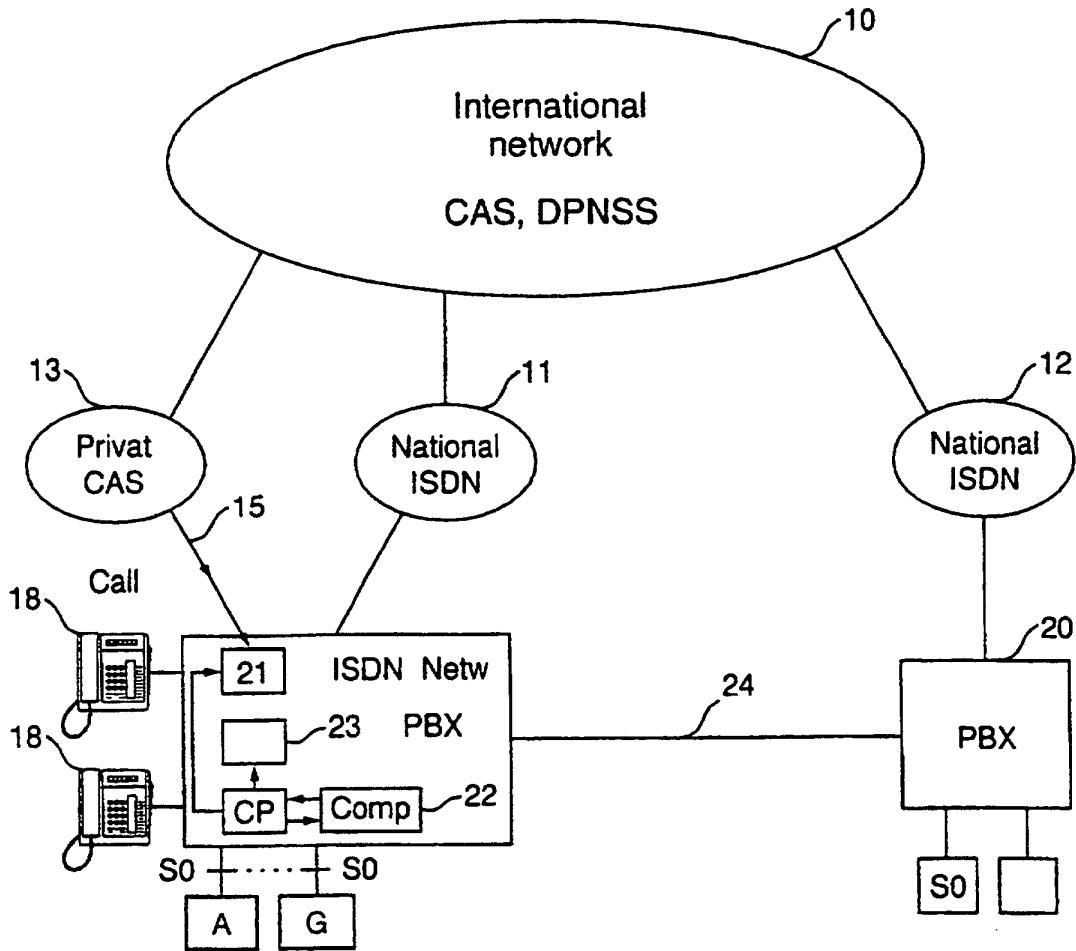 10
International
network
CAS, DPNSS
13
11
12
Privat
CAS
National
ISDN
National
ISDN
15
Call
18
20
21
ISDN Netw
24
18
23
PBX
PBX
CP
Comp
22
S0
S0
S0
A
G